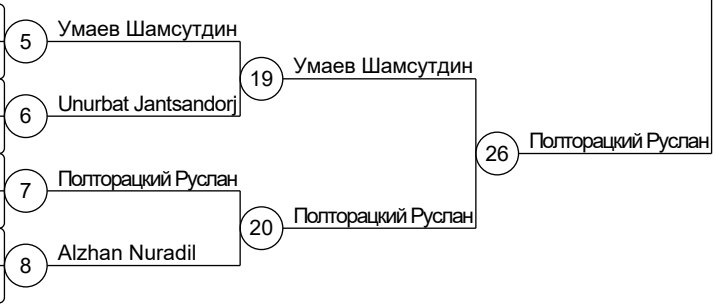 5
Умаев Шамсутдин
19
Умаев Шамсутдин
6
Unurbat Jantsandorj
26
Полторацкий Руслан
7
Полторацкий Руслан
20
Полторацкий Руслан
8
Alzhan Nuradil